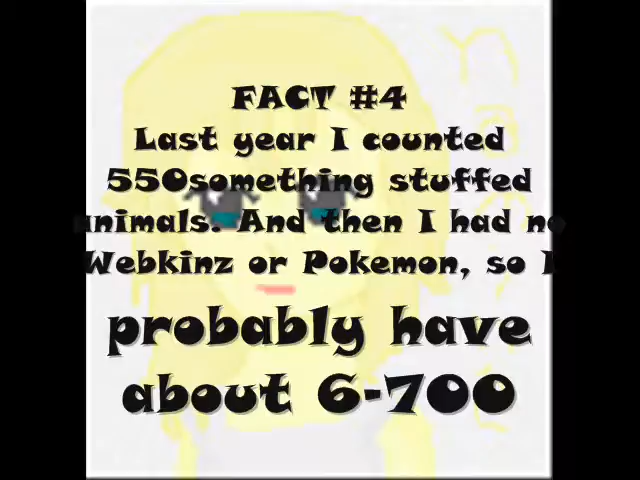 FACT #4
Last year I counted
550something stuffed
animals. And then I had no
Webkinz or Pokemon, so I
probably have
about 6-700